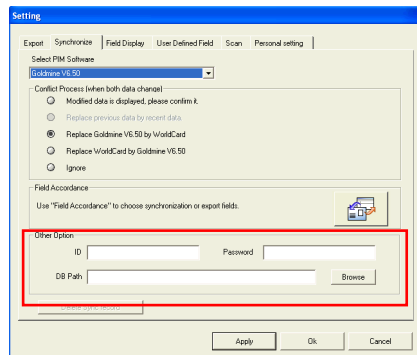 Setting
Export Synchronize Field Display User Defined Field Scan Personal setting
Select PIM Software
Goldmine V6.50
Conflict Process (when both data change)
Modified data is displayed, please confirm it.
Replace previous data by recent data.
Replace Goldmine V6.50 by WorldCard
Replace WorldCard by Goldmine V6.50
Ignore
Field Accordance
Use "Field Accordance" to choose synchronization or export fields.
Other Option
ID Password
DB Path Browse
Delete sync record
Apply Ok Cancel